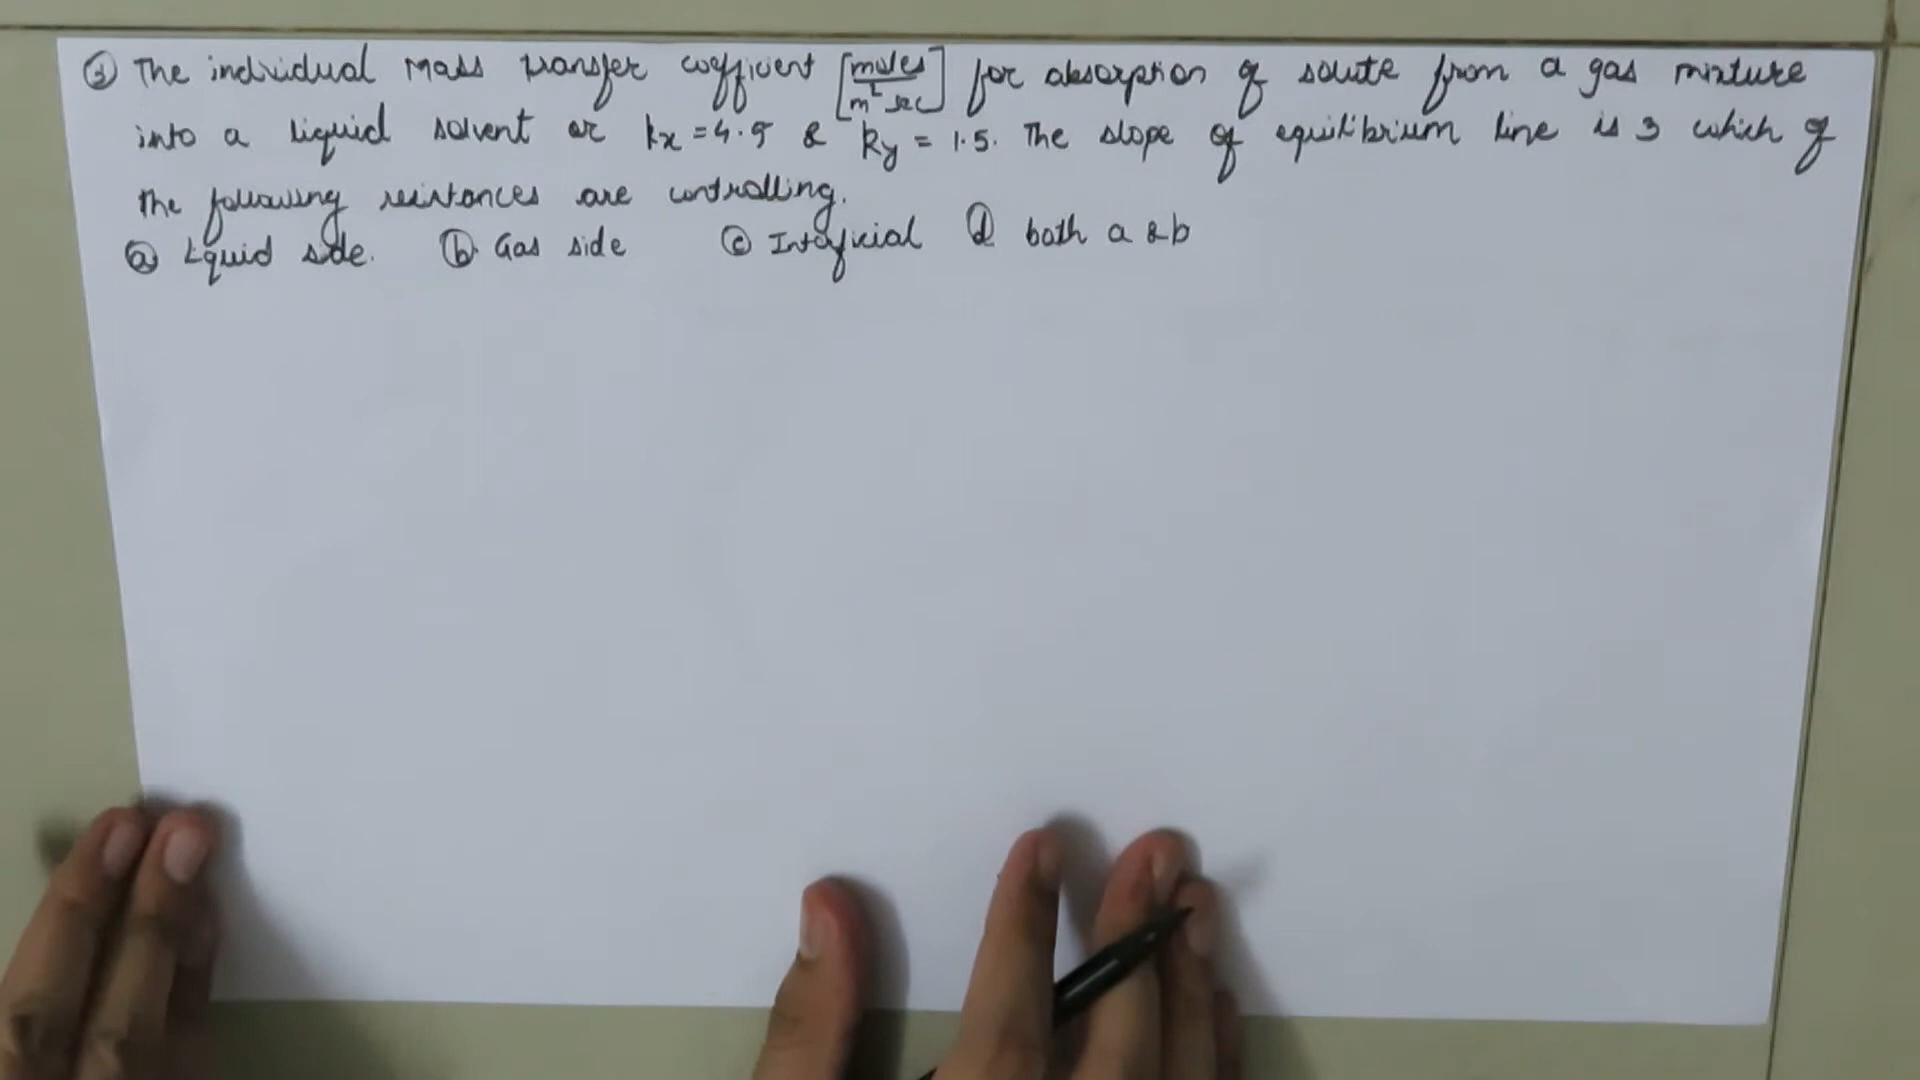 ③ The individual Mass transfer coefficient [moles/m² sec] for absorption of solute from a gas mixture
into a liquid solvent are kx = 4.5 & ky = 1.5. The slope of equilibrium line is 3 which of
the following resistances are controlling.
ⓐ Liquid side. ⓑ Gas side ⓒ Interficial ⓓ both a & b